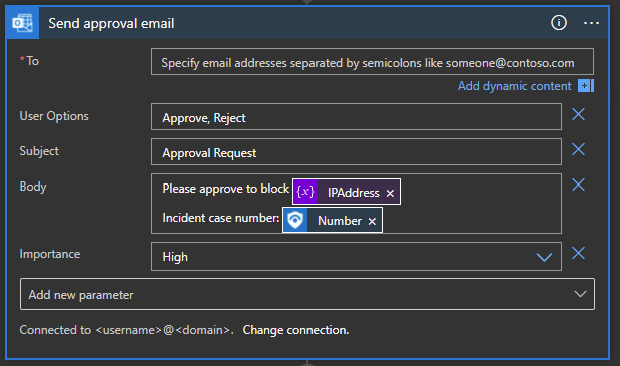 Send approval email
* To
Specify email addresses separated by semicolons like someone@contoso.com
Add dynamic content
User Options
Approve, Reject
Subject
Approval Request
Body
Please approve to block {x} IPAddress ×
Incident case number: Number ×
Importance
High
Add new parameter
Connected to <username>@<domain>. Change connection.